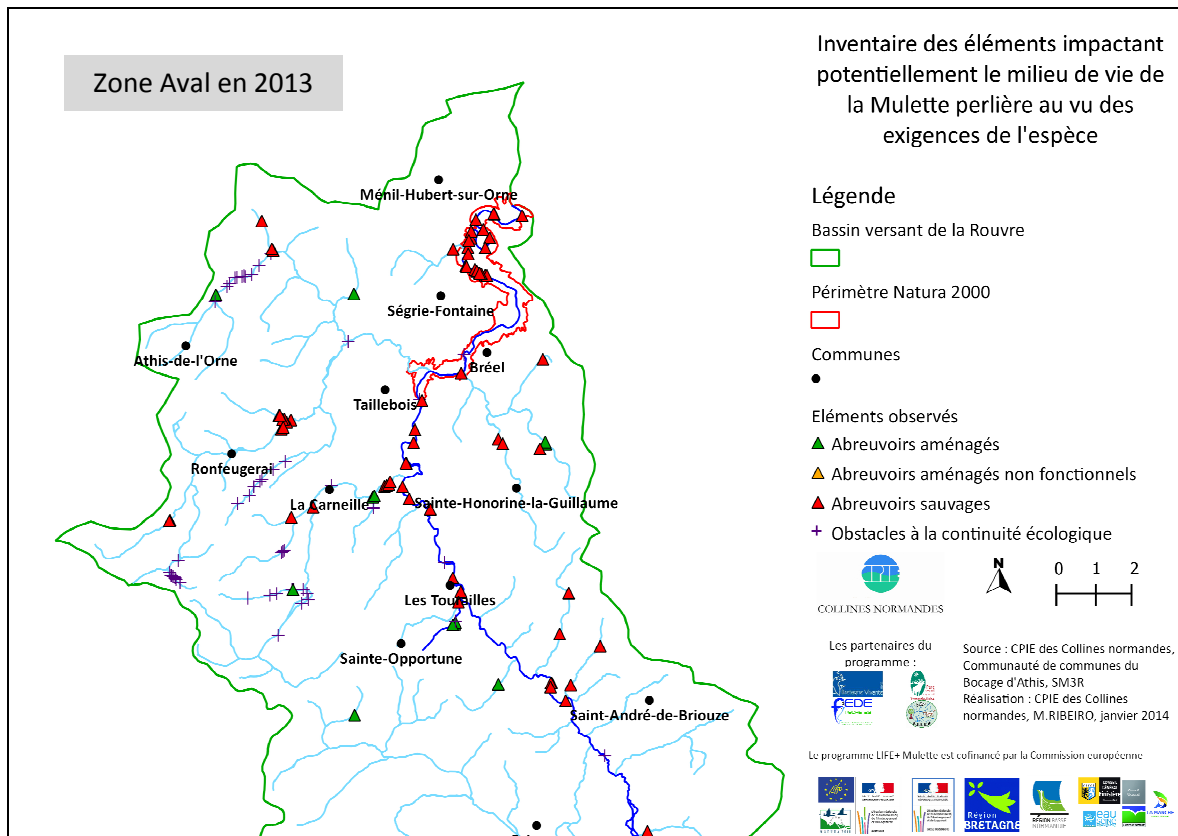 Zone Aval en 2013
Inventaire des éléments impactant
potentiellement le milieu de vie de
la Mulette perlière au vu des
exigences de l'espèce
Légende
Bassin versant de la Rouvre
Périmètre Natura 2000
Communes
Eléments observés
Abreuvoirs aménagés
Abreuvoirs aménagés non fonctionnels
Abreuvoirs sauvages
Obstacles à la continuité écologique
Ménil-Hubert-sur-Orne
Ségrie-Fontaine
Athis-de-l'Orne
Bréel
Taillebois
Ronfeugerai
La Carneille
Sainte-Honorine-la-Guillaume
Les Tourailles
Sainte-Opportune
Saint-André-de-Briouze
CPIE
COLLINES NORMANDES
N
0 1 2
Les partenaires du
programme :
Source : CPIE des Collines normandes,
Communauté de communes du
Bocage d'Athis, SM3R
Réalisation : CPIE des Collines
normandes, M.RIBEIRO, janvier 2014
Le programme LIFE+ Mulette est cofinancé par la Commission européenne
Région
BRETAGNE